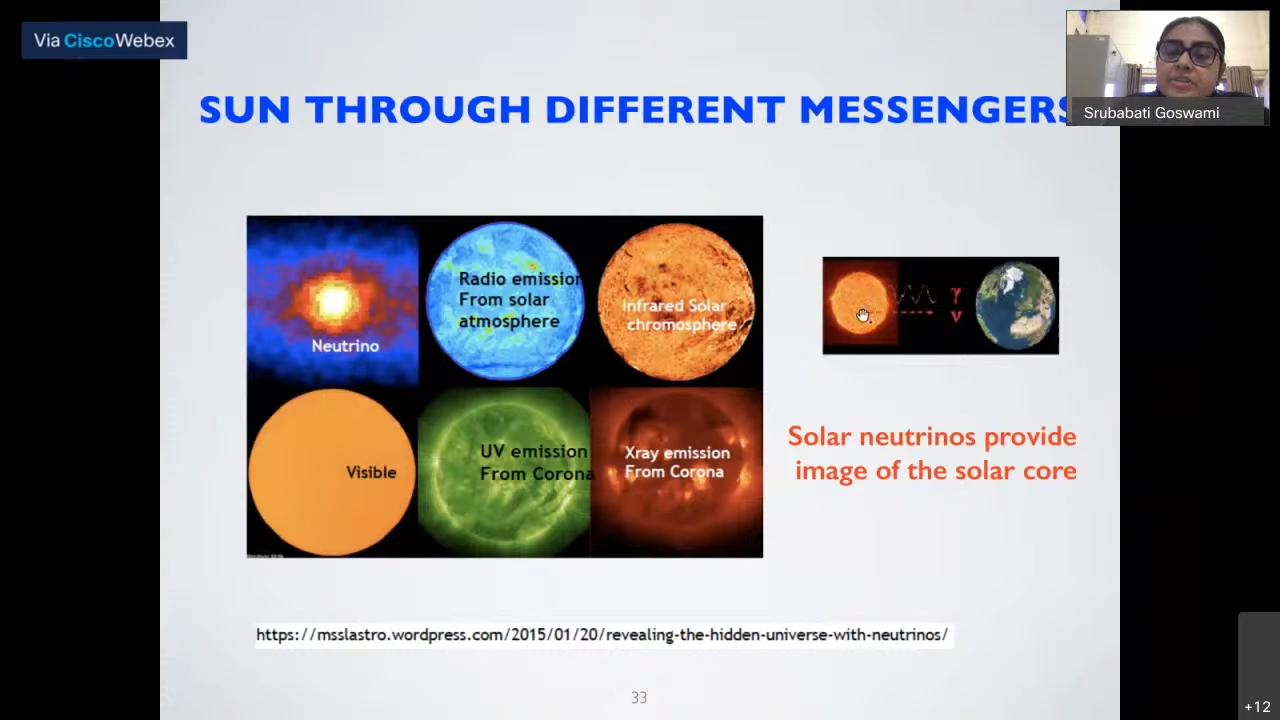 Via Cisco Webex
SUN THROUGH DIFFERENT MESSENGERS
Srubabati Goswami
Neutrino
Radio emission
From solar
atmosphere
Infrared Solar
chromosphere
Visible
UV emission
From Corona
Xray emission
From Corona
γ
ν
Solar neutrinos provide
image of the solar core
https://msslastro.wordpress.com/2015/01/20/revealing-the-hidden-universe-with-neutrinos/
33
+12